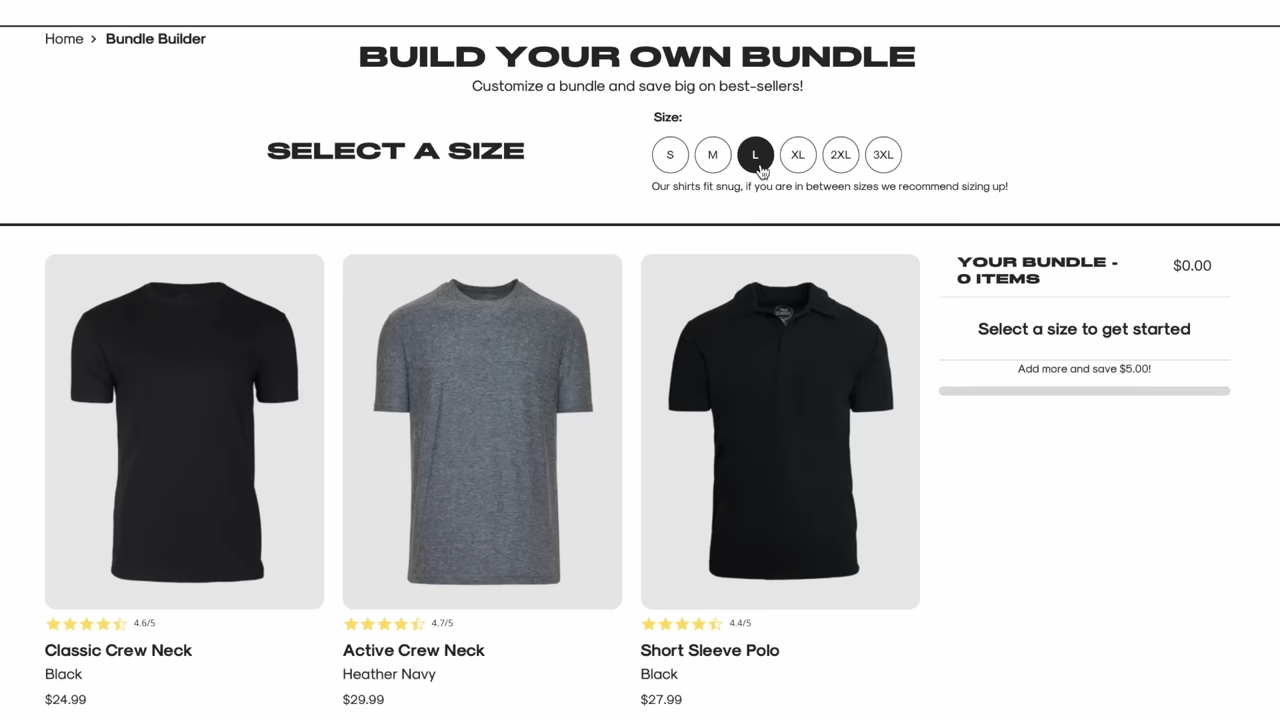 Home > Bundle Builder
BUILD YOUR OWN BUNDLE
Customize a bundle and save big on best-sellers!
SELECT A SIZE
Size:
S M L XL 2XL 3XL
Our shirts fit snug, if you are in between sizes we recommend sizing up!
YOUR BUNDLE -
0 ITEMS
$0.00
Select a size to get started
Add more and save $5.00!
4.6/5
Classic Crew Neck
Black
$24.99
4.7/5
Active Crew Neck
Heather Navy
$29.99
4.4/5
Short Sleeve Polo
Black
$27.99